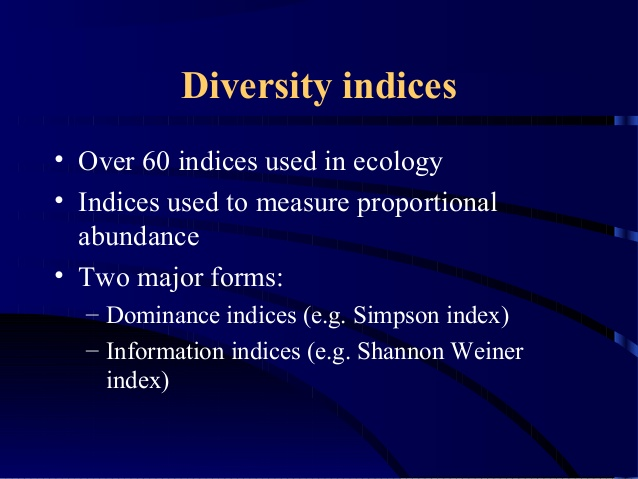 Diversity indices
• Over 60 indices used in ecology
• Indices used to measure proportional
abundance
• Two major forms:
– Dominance indices (e.g. Simpson index)
– Information indices (e.g. Shannon Weiner
index)